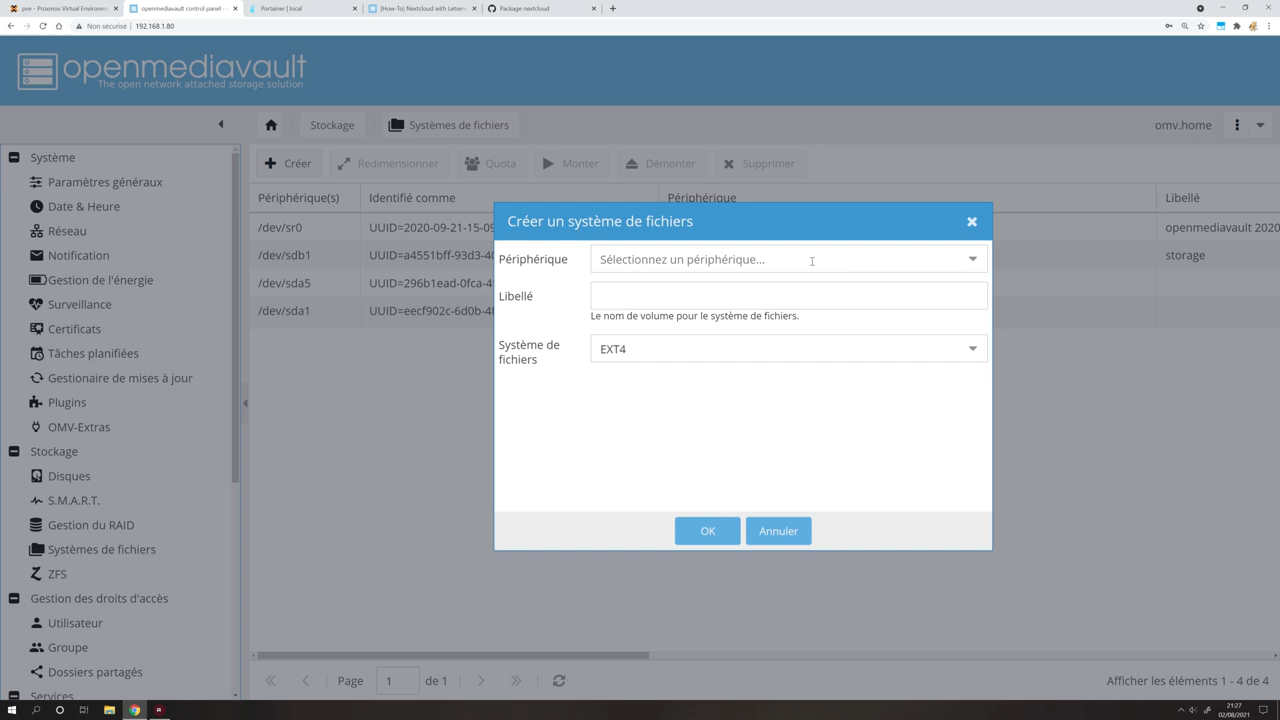 pve - Proxmox Virtual Environm
openmediavault control panel -
Portainer | local
[How-To] Nextcloud with Letsen
Package nextcloud
Non sécurisé
192.168.1.80
openmediavault
The open network attached storage solution
Stockage
Systèmes de fichiers
omv.home
Système
Paramètres généraux
Date & Heure
Réseau
Notification
Gestion de l'énergie
Surveillance
Certificats
Tâches planifiées
Gestionaire de mises à jour
Plugins
OMV-Extras
Stockage
Disques
S.M.A.R.T.
Gestion du RAID
Systèmes de fichiers
ZFS
Gestion des droits d'accès
Utilisateur
Groupe
Dossiers partagés
Services
Créer
Redimensionner
Quota
Monter
Démonter
Supprimer
Périphérique(s)
Identifié comme
Périphérique
Libellé
/dev/sr0
UUID=2020-09-21-15-09
openmediavault 2020
/dev/sdb1
UUID=a4551bff-93d3-40
storage
/dev/sda5
UUID=296b1ead-0fca-4
/dev/sda1
UUID=eecf902c-6d0b-4
Créer un système de fichiers
Périphérique
Sélectionnez un périphérique...
Libellé
Le nom de volume pour le système de fichiers.
Système de
fichiers
EXT4
OK
Annuler
Page
1
de 1
Afficher les éléments 1 - 4 de 4
21:27
02/08/2021